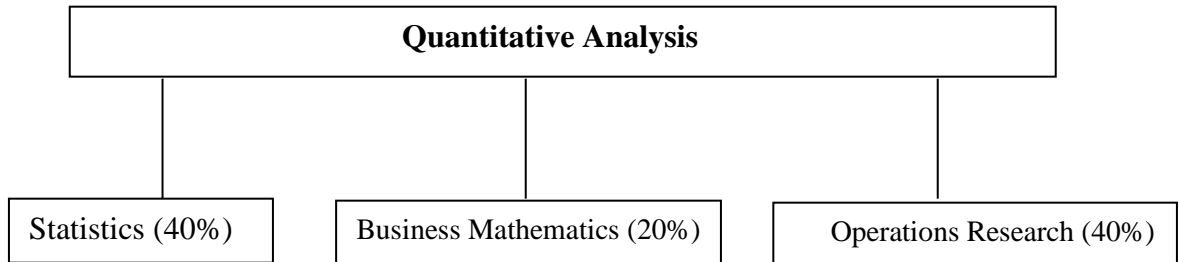 Quantitative Analysis
Statistics (40%)
Business Mathematics (20%)
Operations Research (40%)